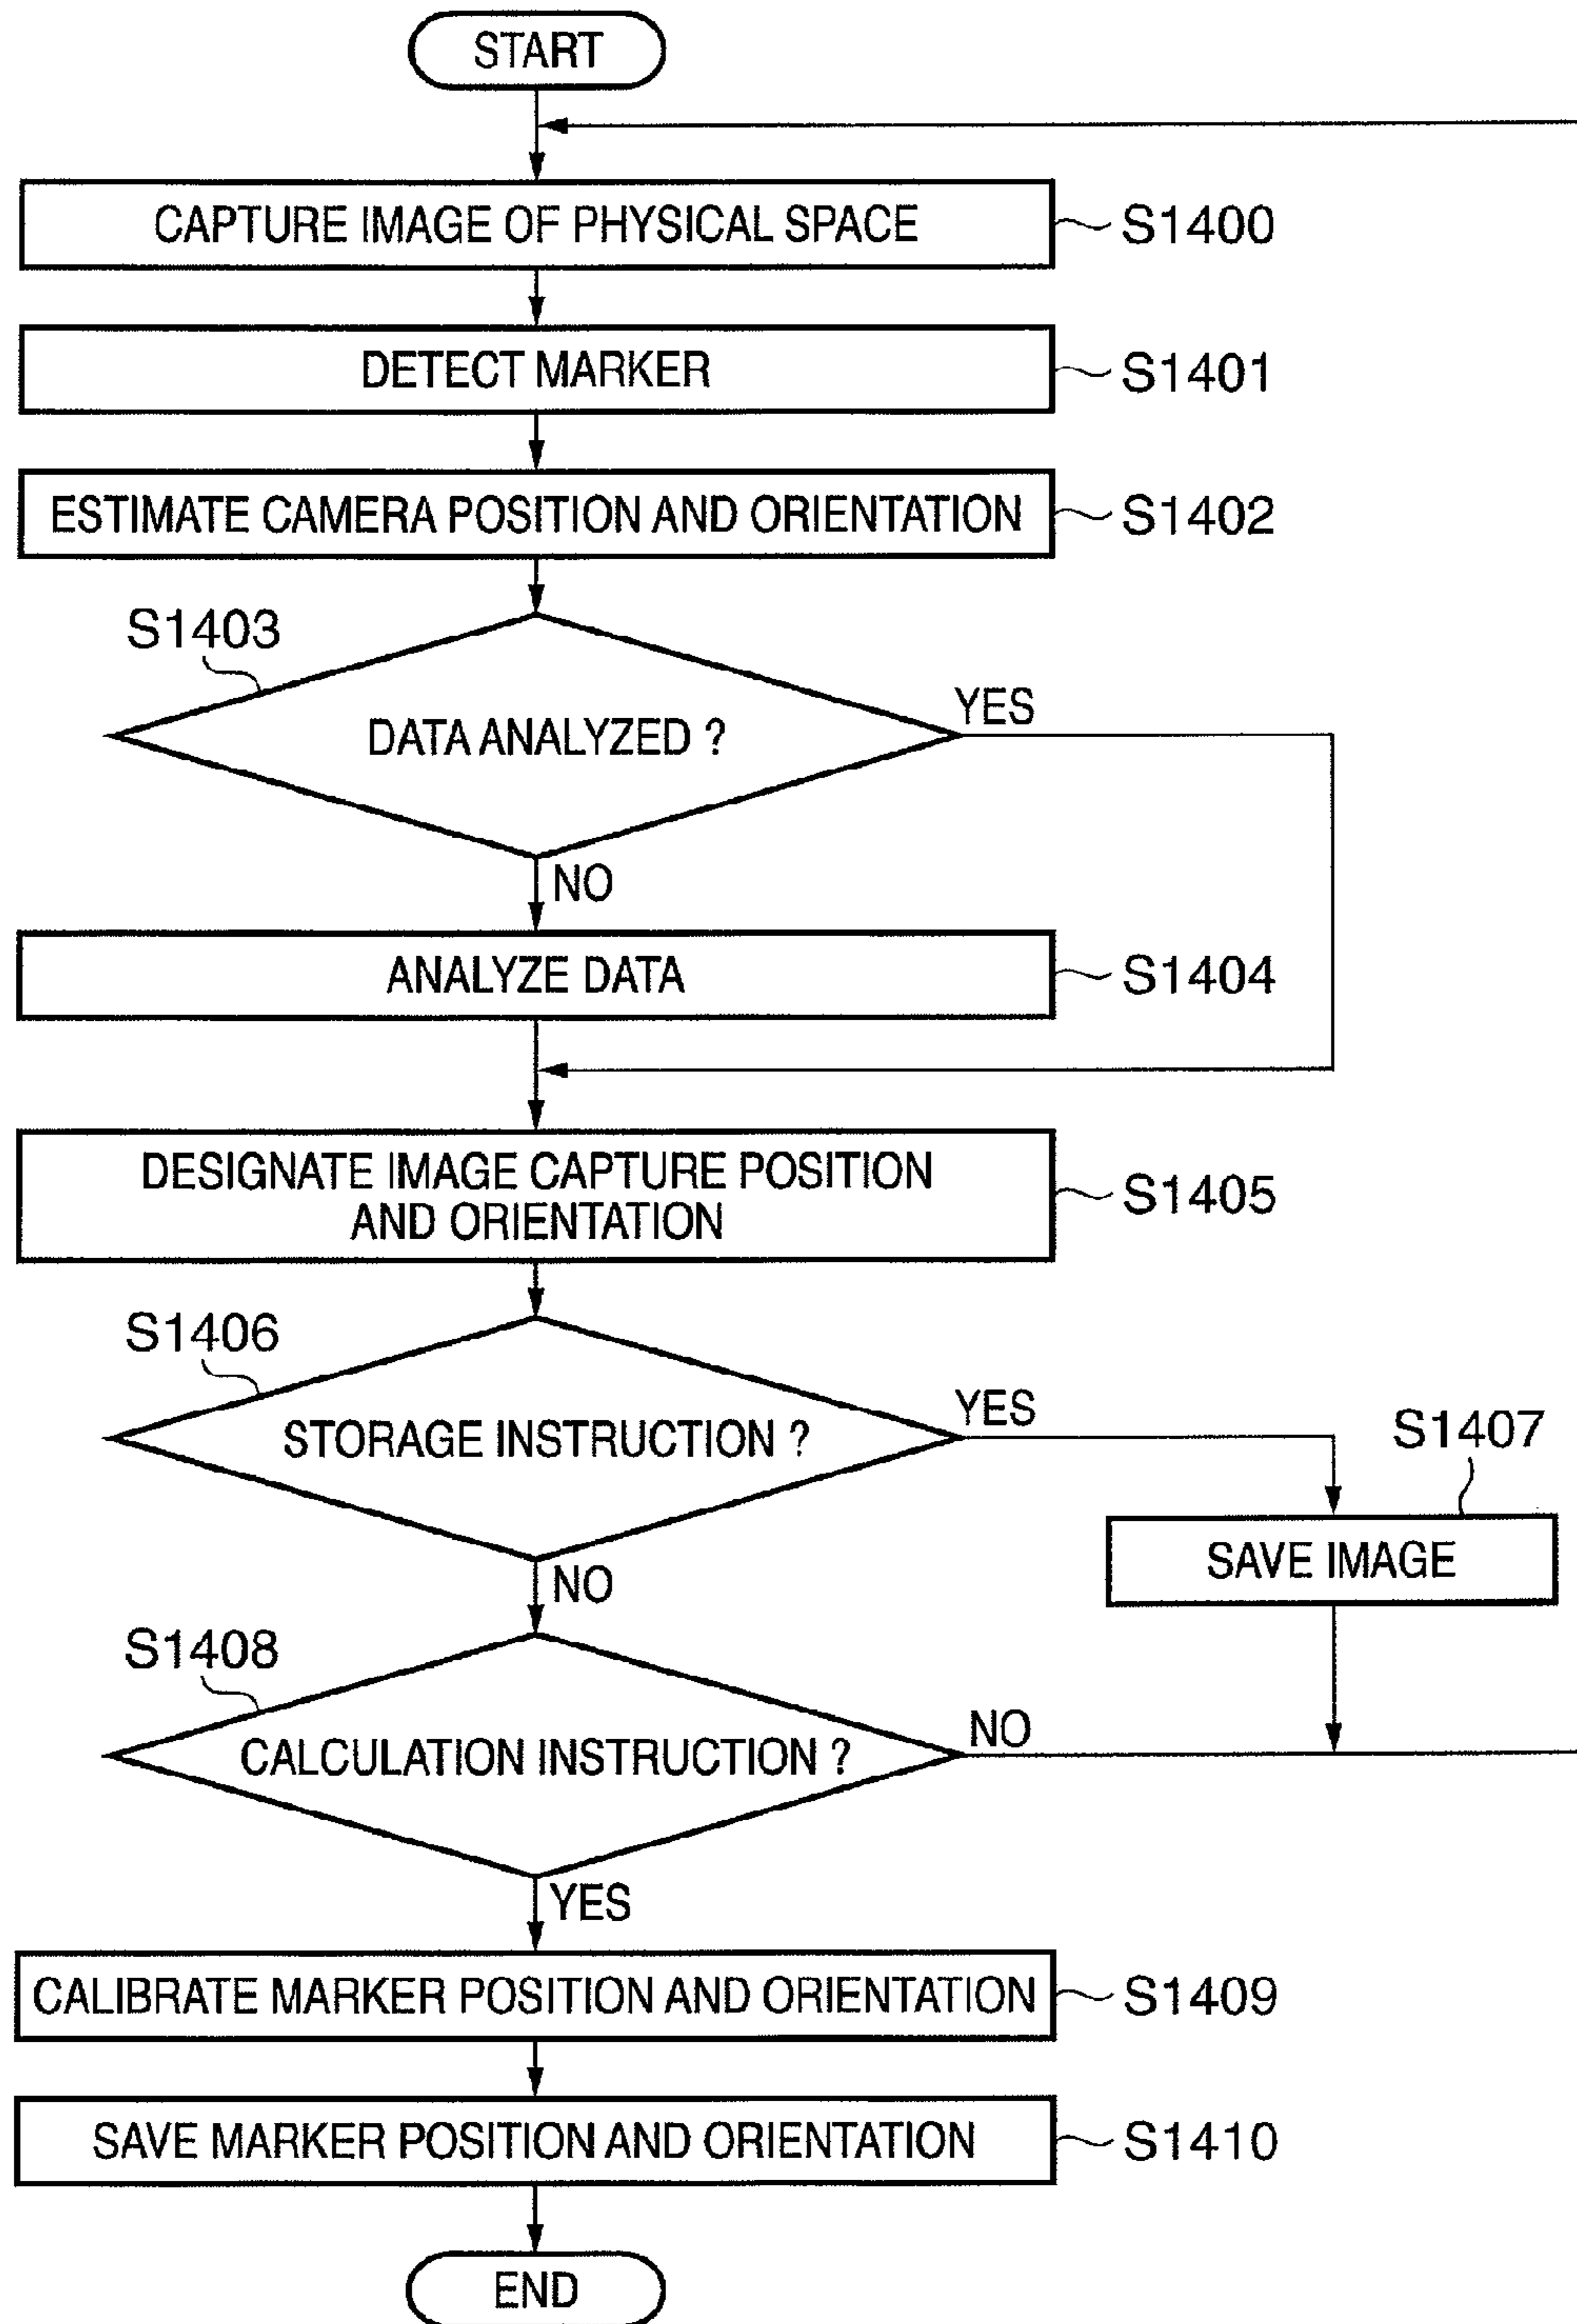 START
CAPTURE IMAGE OF PHYSICAL SPACE
S1400
DETECT MARKER
S1401
ESTIMATE CAMERA POSITION AND ORIENTATION
S1402
S1403
DATA ANALYZED ?
YES
NO
ANALYZE DATA
S1404
DESIGNATE IMAGE CAPTURE POSITION
AND ORIENTATION
S1405
S1406
STORAGE INSTRUCTION ?
YES
S1407
SAVE IMAGE
NO
S1408
CALCULATION INSTRUCTION ?
NO
YES
CALIBRATE MARKER POSITION AND ORIENTATION
S1409
SAVE MARKER POSITION AND ORIENTATION
S1410
END